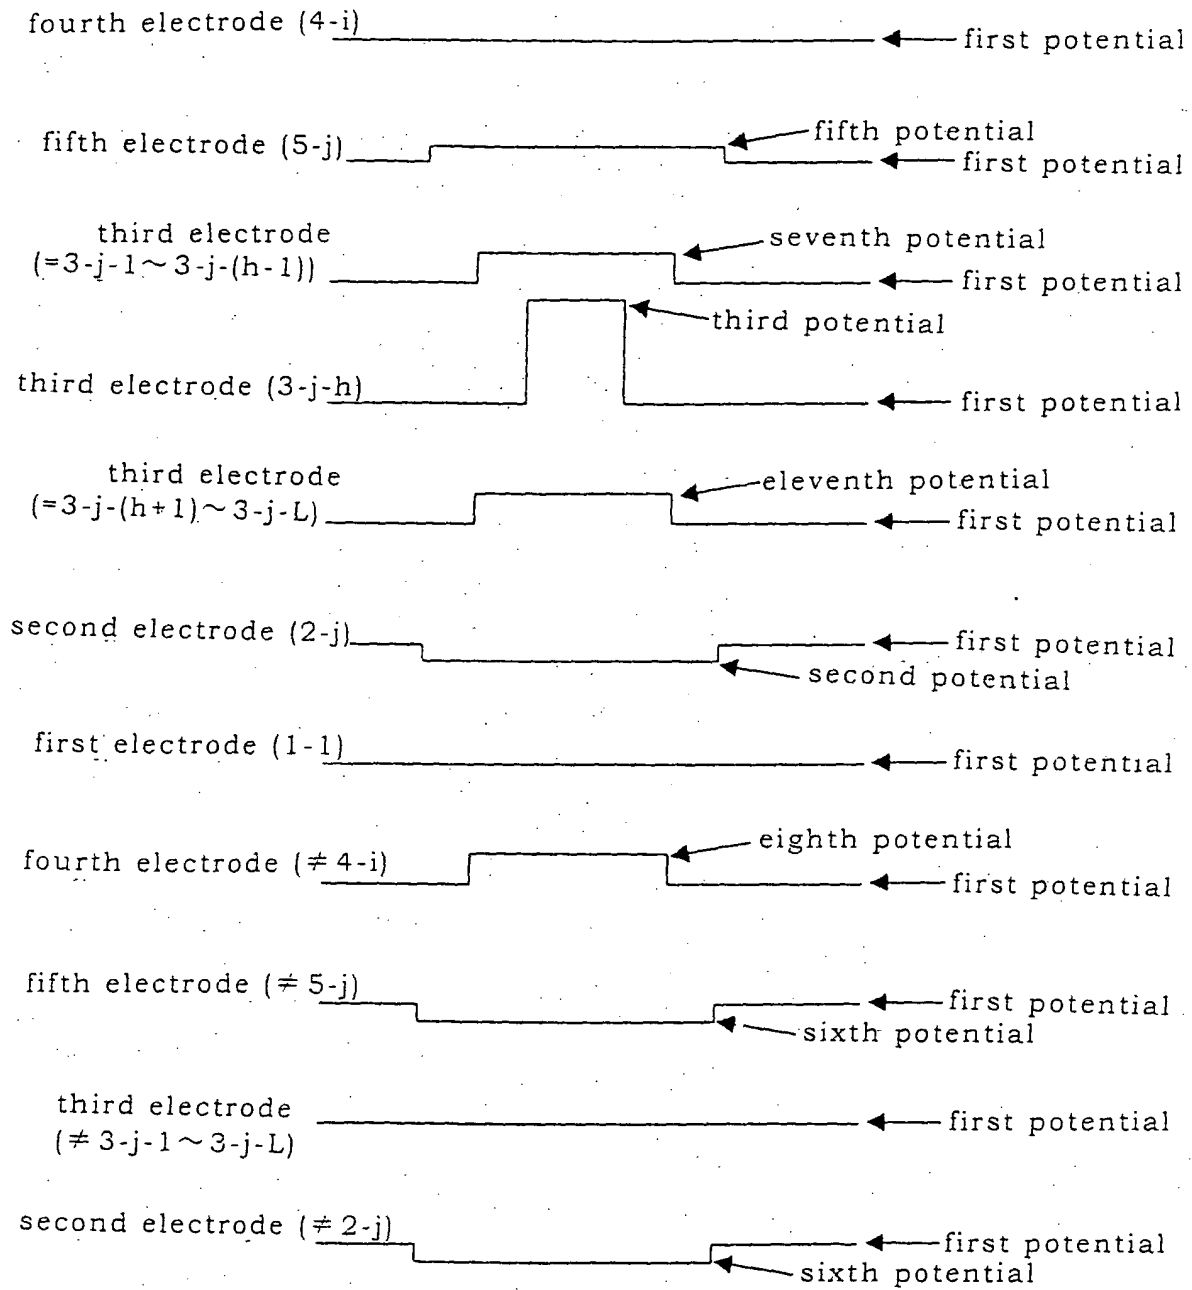 fourth electrode (4-i)
first potential
fifth electrode (5-j)
fifth potential
first potential
third electrode
(=3-j-1~3-j-(h-1))
seventh potential
first potential
third potential
third electrode (3-j-h)
first potential
third electrode
(=3-j-(h+1)~3-j-L)
eleventh potential
first potential
second electrode (2-j)
first potential
second potential
first electrode (1-1)
first potential
eighth potential
fourth electrode (≠4-i)
first potential
fifth electrode (≠5-j)
first potential
sixth potential
third electrode
(≠3-j-1~3-j-L)
first potential
second electrode (≠2-j)
first potential
sixth potential